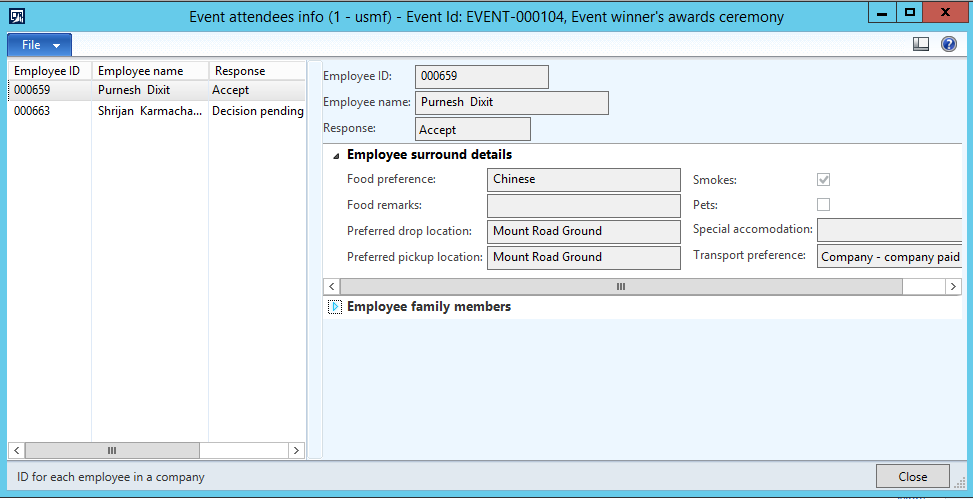 Event attendees info (1 - usmf) - Event Id: EVENT-000104, Event winner's awards ceremony
File
Employee ID Employee name Response
000659 Purnesh Dixit Accept
000663 Shrijan Karmacha... Decision pending
Employee ID: 000659
Employee name: Purnesh Dixit
Response: Accept
Employee surround details
Food preference: Chinese Smokes:
Food remarks: Pets:
Preferred drop location: Mount Road Ground Special accomodation:
Preferred pickup location: Mount Road Ground Transport preference: Company - company paid
Employee family members
ID for each employee in a company
Close